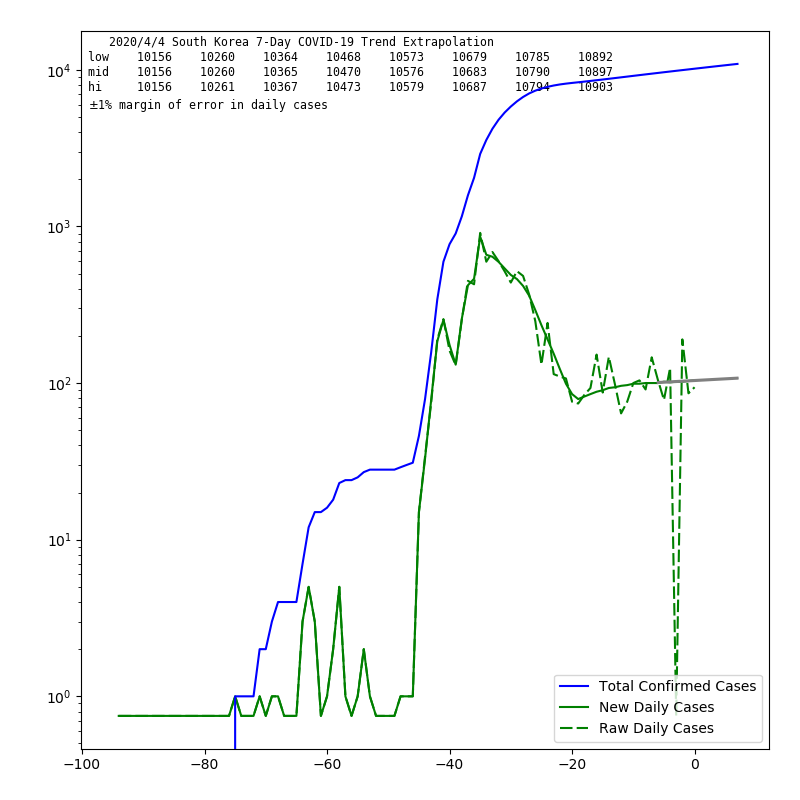 2020/4/4 South Korea 7-Day COVID-19 Trend Extrapolation
low 10156 10260 10364 10468 10573 10679 10785 10892
mid 10156 10260 10365 10470 10576 10683 10790 10897
hi 10156 10261 10367 10473 10579 10687 10794 10903
±1% margin of error in daily cases
10⁴
10³
10²
10¹
10⁰
−100 −80 −60 −40 −20 0
Total Confirmed Cases
New Daily Cases
Raw Daily Cases